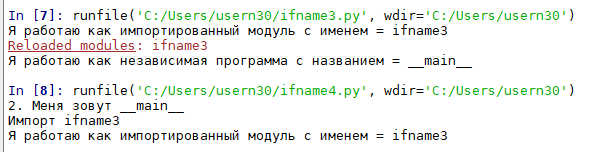 In [7]: runfile('C:/Users/usern30/ifname3.py', wdir='C:/Users/usern30')
Я работаю как импортированный модуль с именем = ifname3
Reloaded modules: ifname3
Я работаю как независимая программа с названием = __main__
In [8]: runfile('C:/Users/usern30/ifname4.py', wdir='C:/Users/usern30')
2. Меня зовут __main__
Импорт ifname3
Я работаю как импортированный модуль с именем = ifname3